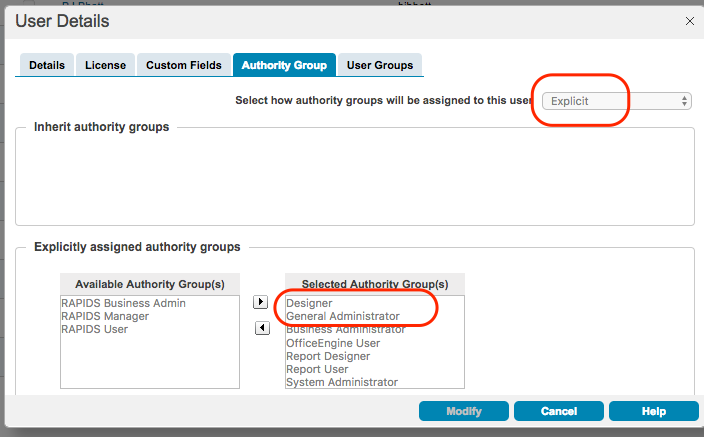 User Details
Details
License
Custom Fields
Authority Group
User Groups
Select how authority groups will be assigned to this user
Explicit
Inherit authority groups
Explicitly assigned authority groups
Available Authority Group(s)
RAPIDS Business Admin
RAPIDS Manager
RAPIDS User
Selected Authority Group(s)
Designer
General Administrator
Business Administrator
OfficeEngine User
Report Designer
Report User
System Administrator
Modify
Cancel
Help